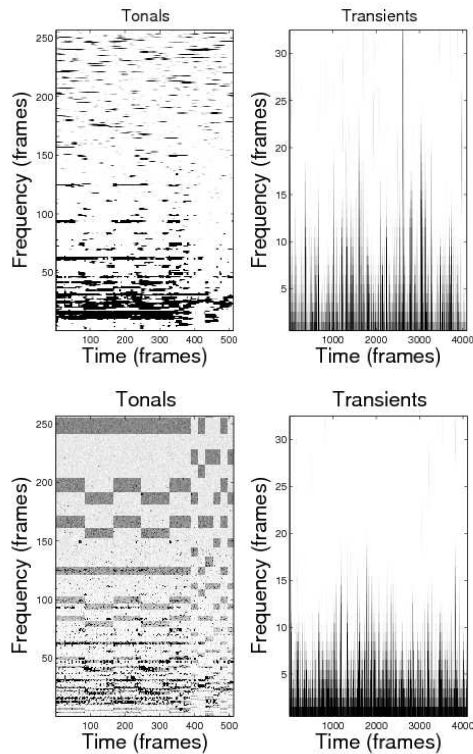 Tonals
Transients
250
200
150
100
50
Frequency (frames)
100 200 300 400 500
Time (frames)
30
25
20
15
10
5
Frequency (frames)
1000 2000 3000 4000
Time (frames)
Tonals
Transients
250
200
150
100
50
Frequency (frames)
100 200 300 400 500
Time (frames)
30
25
20
15
10
5
Frequency (frames)
1000 2000 3000 4000
Time (frames)